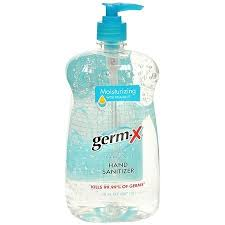 Moisturizing
germ-X
HAND
SANITIZER
KILLS 99.99% OF GERMS*